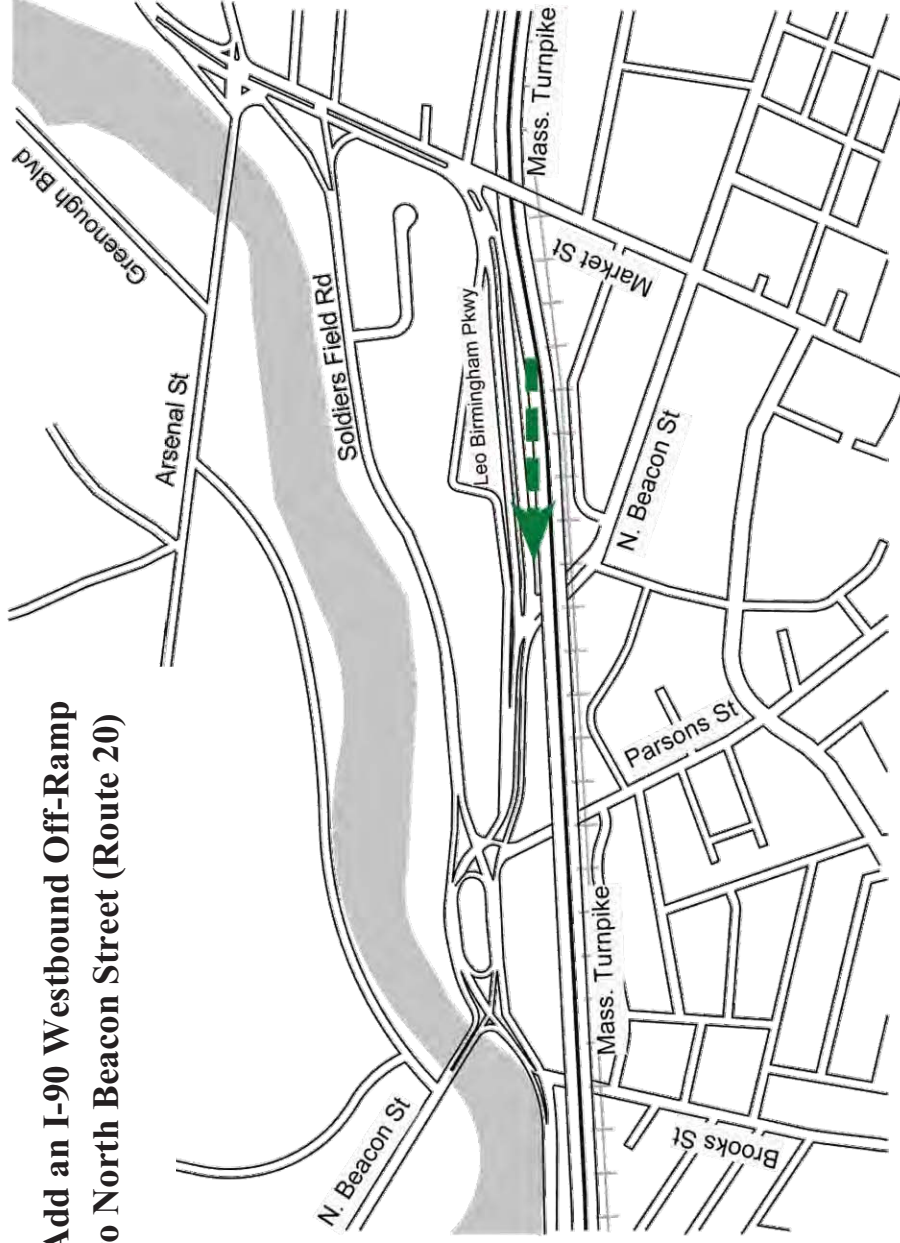 Add an I-90 Westbound Off-Ramp
o North Beacon Street (Route 20)
Greenough Blvd
Arsenal St
Soldiers Field Rd
Leo Birmingham Pkwy
Mass. Turnpike
Market St
N. Beacon St
Parsons St
Mass. Turnpike
N. Beacon St
Brooks St